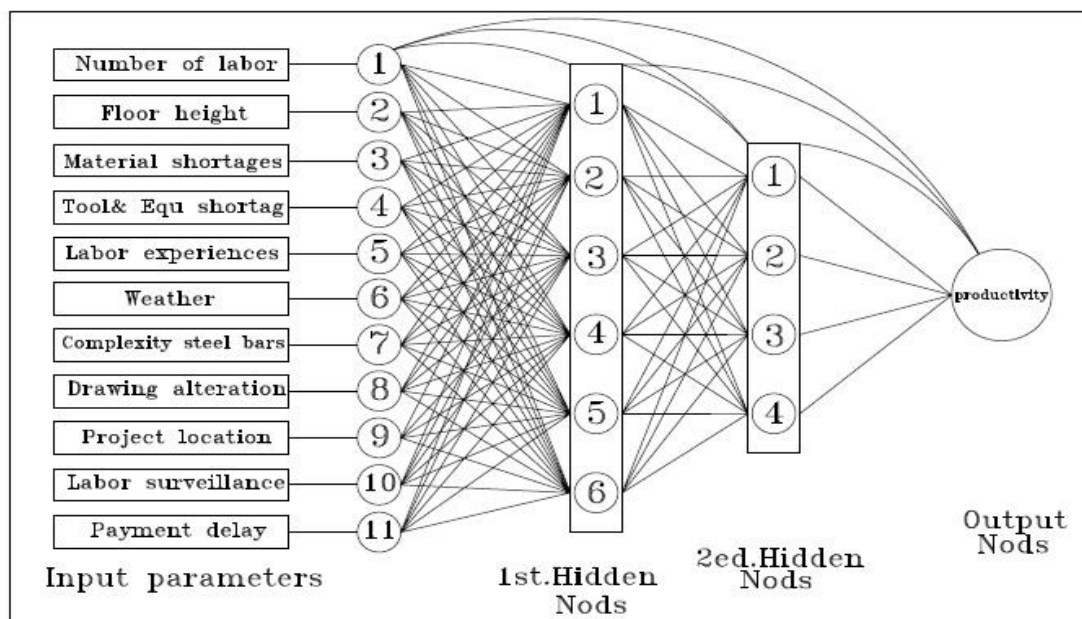 Number of labor
1
Floor height
2
Material shortages
3
Tool& Equ shortag
4
Labor experiences
5
Weather
6
Complexity steel bars
7
Drawing alteration
8
Project location
9
Labor surveillance
10
Payment delay
11
Input parameters
1
2
3
4
5
6
1st.Hidden
Nods
1
2
3
4
2ed.Hidden
Nods
productivity
Output
Nods